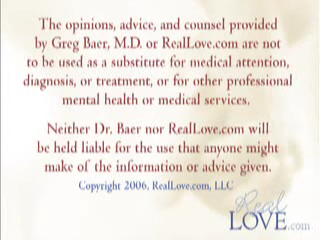 The opinions, advice, and counsel provided
by Greg Baer, M.D. or RealLove.com are not
to be used as a substitute for medical attention,
diagnosis, or treatment, or for other professional
mental health or medical services.
Neither Dr. Baer nor RealLove.com will
be held liable for the use that anyone might
make of the information or advice given.
Copyright 2006, RealLove.com, LLC
Real
LOVE.com